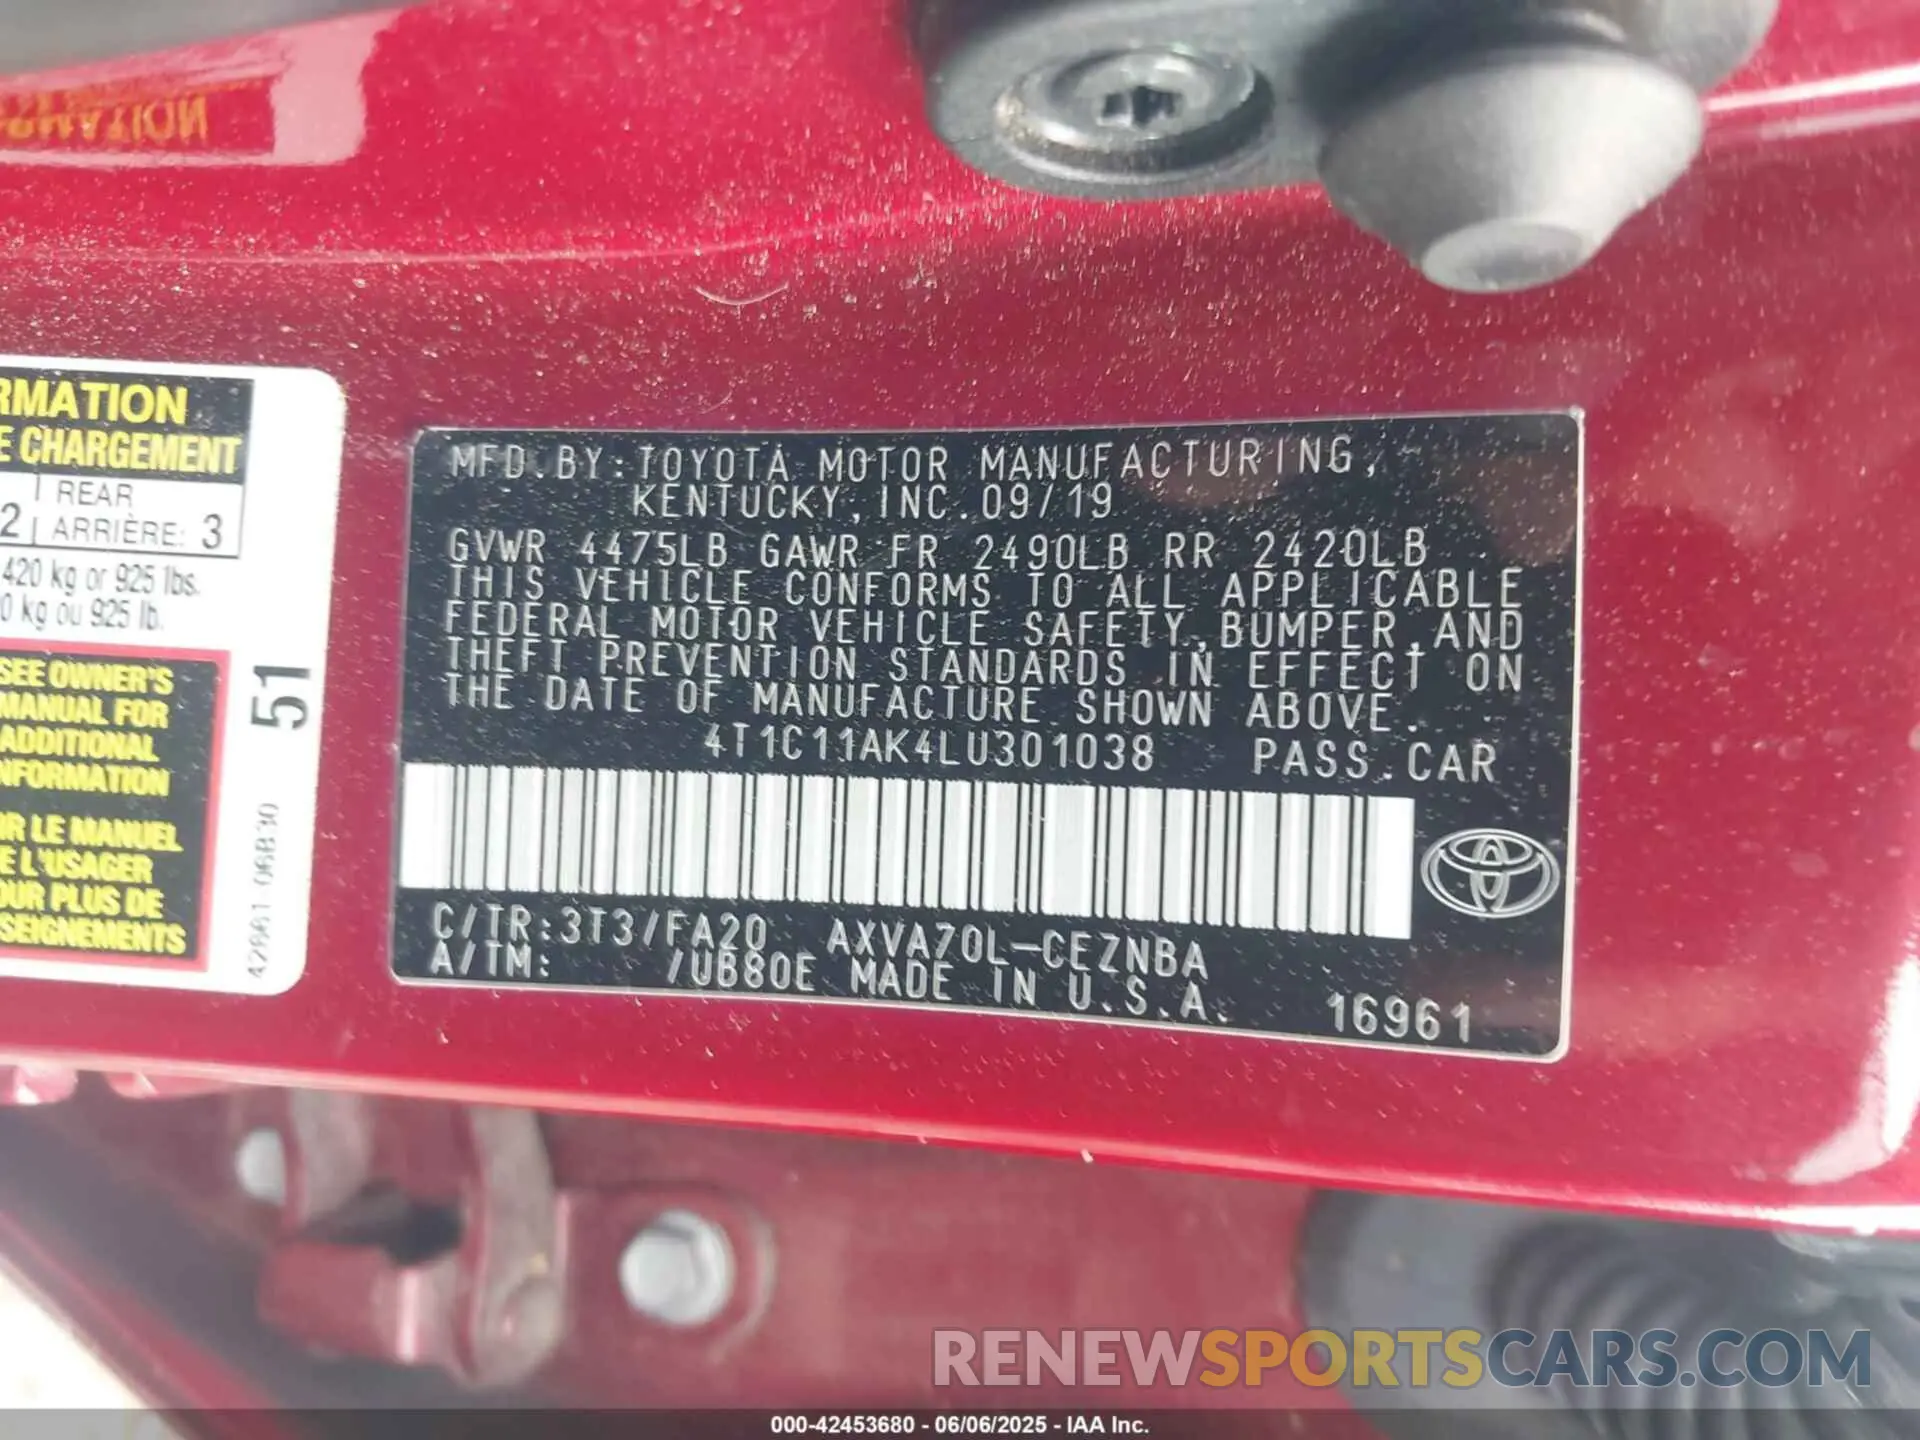 RMATION
E CHARGEMENT
2 REAR
ARRIÈRE: 3
420 kg or 925 lbs.
0 kg ou 925 lb.
SEE OWNER'S
MANUAL FOR
ADDITIONAL
NFORMATION
IR LE MANUEL
E L'USAGER
OUR PLUS DE
SEIGNEMENTS
51
42661-06B30
MFD.BY:TOYOTA MOTOR MANUFACTURING,
KENTUCKY,INC.09/19
GVWR 4475LB GAWR FR 2490LB RR 2420LB
THIS VEHICLE CONFORMS TO ALL APPLICABLE
FEDERAL MOTOR VEHICLE SAFETY,BUMPER,AND
THEFT PREVENTION STANDARDS IN EFFECT ON
THE DATE OF MANUFACTURE SHOWN ABOVE.
4T1C11AK4LU301038 PASS.CAR
C/TR:3T3/FA20 AXVA70L-CEZNBA
A/TM: /UB80E MADE IN U.S.A.
16961
RENEWSPORTSCARS.COM
000-42453680 - 06/06/2025 - IAA Inc.